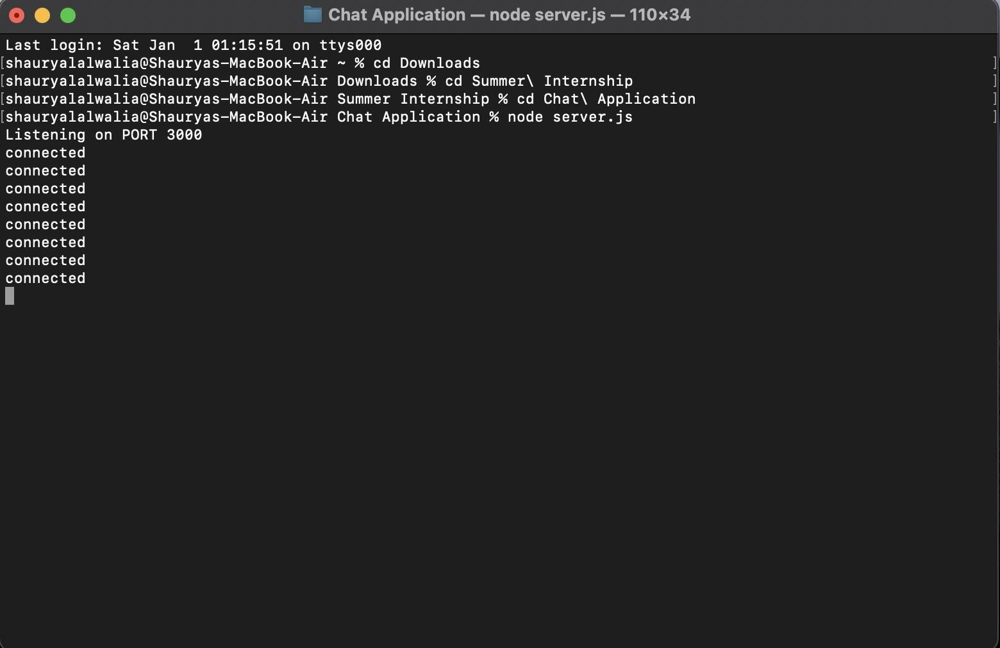 Chat Application — node server.js — 110×34
Last login: Sat Jan  1 01:15:51 on ttys000
[shauryalalwalia@Shauryas-MacBook-Air ~ % cd Downloads ]
[shauryalalwalia@Shauryas-MacBook-Air Downloads % cd Summer\ Internship ]
[shauryalalwalia@Shauryas-MacBook-Air Summer Internship % cd Chat\ Application ]
[shauryalalwalia@Shauryas-MacBook-Air Chat Application % node server.js ]
Listening on PORT 3000
connected
connected
connected
connected
connected
connected
connected
connected